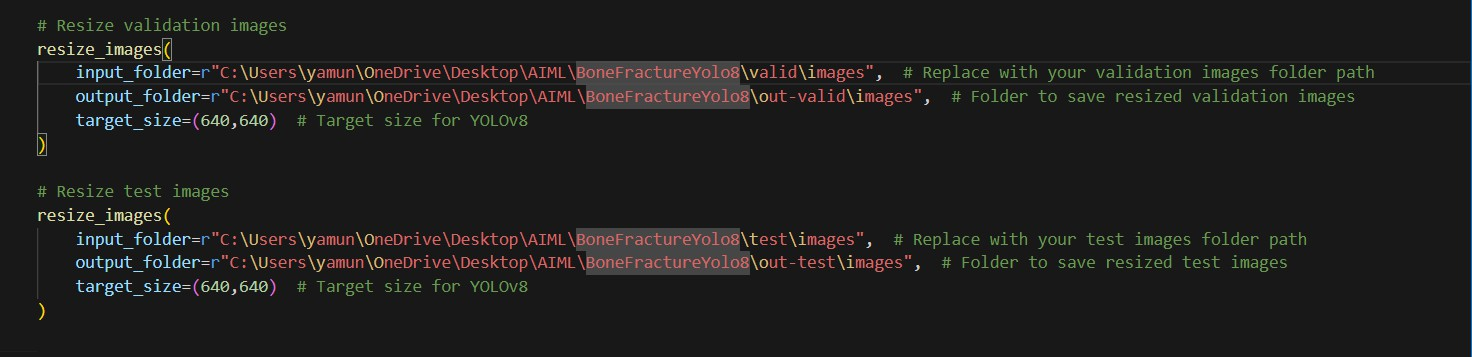 # Resize validation images
resize_images(
input_folder=r"C:\Users\yamun\OneDrive\Desktop\AIML\BoneFractureYolo8\valid\images",  # Replace with your validation images folder path
output_folder=r"C:\Users\yamun\OneDrive\Desktop\AIML\BoneFractureYolo8\out-valid\images",  # Folder to save resized validation images
target_size=(640,640)  # Target size for YOLOv8
)
# Resize test images
resize_images(
input_folder=r"C:\Users\yamun\OneDrive\Desktop\AIML\BoneFractureYolo8\test\images",  # Replace with your test images folder path
output_folder=r"C:\Users\yamun\OneDrive\Desktop\AIML\BoneFractureYolo8\out-test\images",  # Folder to save resized test images
target_size=(640,640)  # Target size for YOLOv8
)